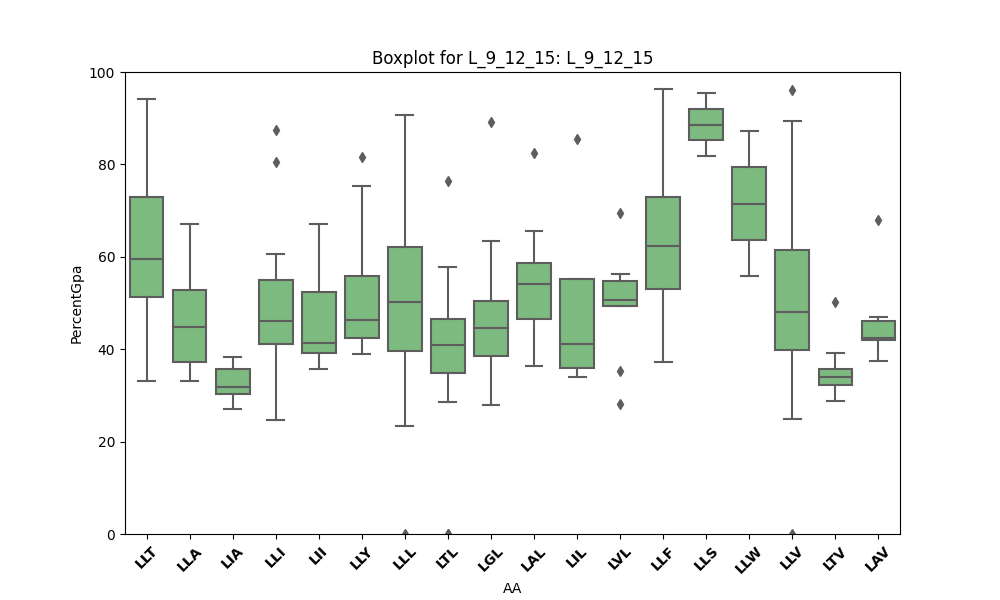 Boxplot for L_9_12_15: L_9_12_15
PercentGpa
100
80
60
40
20
0
LLT LLA LIA LLI LII LLY LLL LTL LGL LAL LIL LVL LLF LLS LLW LLV LTV LAV
AA